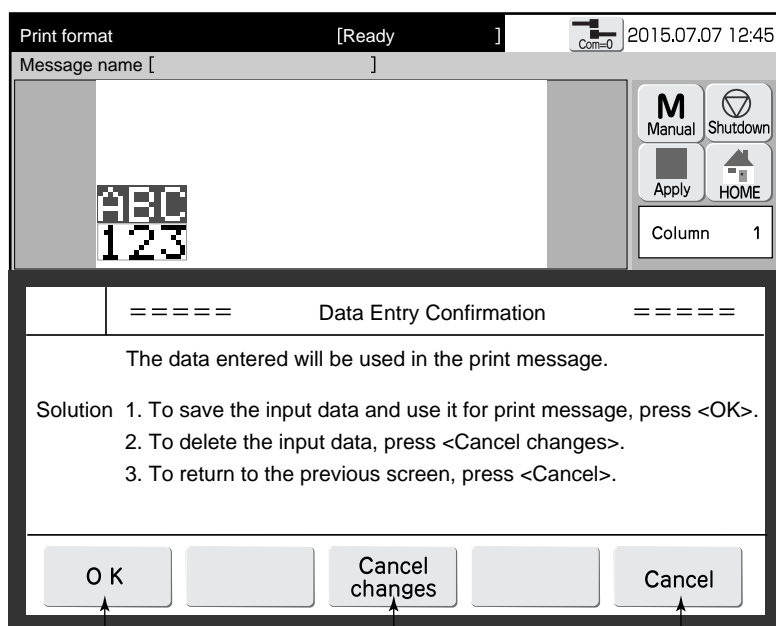 Print format [Ready ] Com=0 2015.07.07 12:45
Message name [ ]
M
Manual Shutdown
Apply HOME
ABC
123
Column 1
===== Data Entry Confirmation =====
The data entered will be used in the print message.
Solution 1. To save the input data and use it for print message, press <OK>.
2. To delete the input data, press <Cancel changes>.
3. To return to the previous screen, press <Cancel>.
O K Cancel changes Cancel